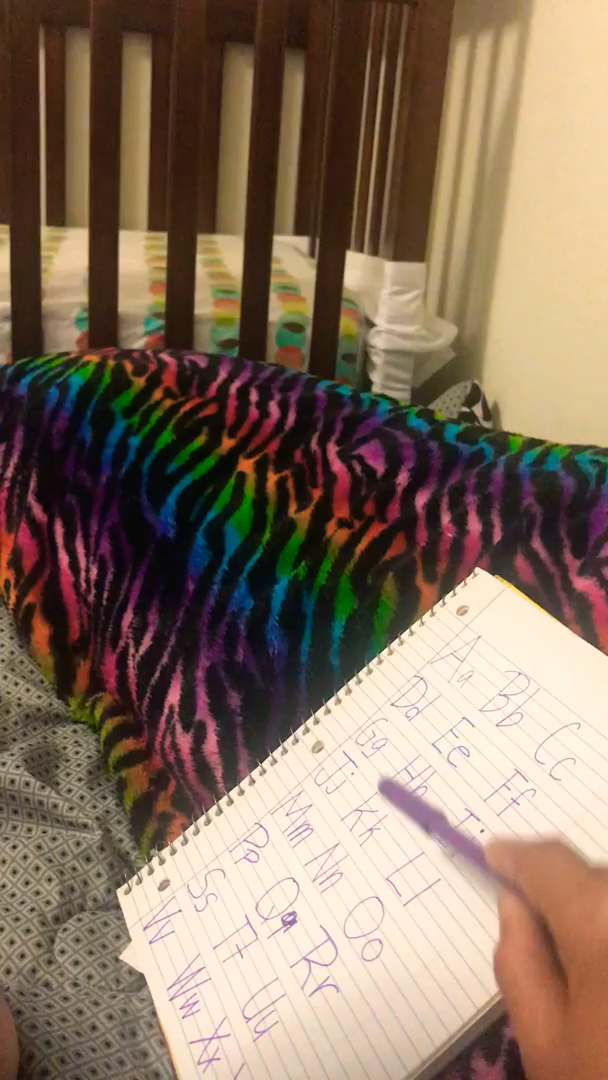 Aa Bb Cc
Dd Ee Ff
Gg Hh Ii
Jj Kk Ll
Mm Nn Oo
Pp Qq Rr
Ss Tt Uu
Vv Ww Xx